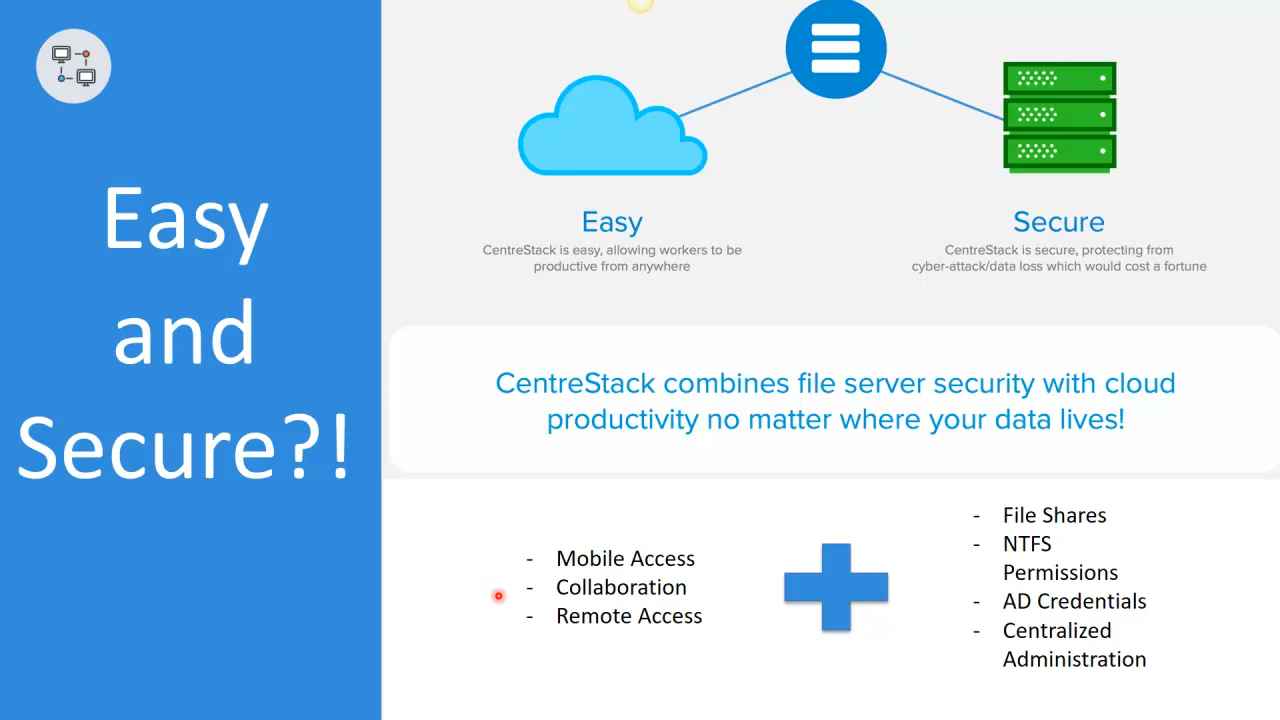 Easy
and
Secure?!
Easy
CentreStack is easy, allowing workers to be
productive from anywhere
Secure
CentreStack is secure, protecting from
cyber-attack/data loss which would cost a fortune
CentreStack combines file server security with cloud
productivity no matter where your data lives!
- Mobile Access
- Collaboration
- Remote Access
- File Shares
- NTFS
Permissions
- AD Credentials
- Centralized
Administration